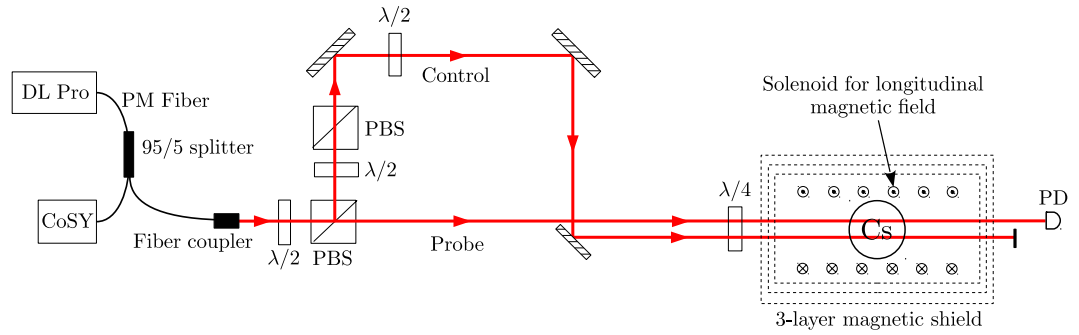 λ/2
Control
DL Pro
PM Fiber
95/5 splitter
PBS
λ/2
CoSY
Fiber coupler
λ/2
PBS
Probe
Solenoid for longitudinal
magnetic field
λ/4
Cs
PD
3-layer magnetic shield